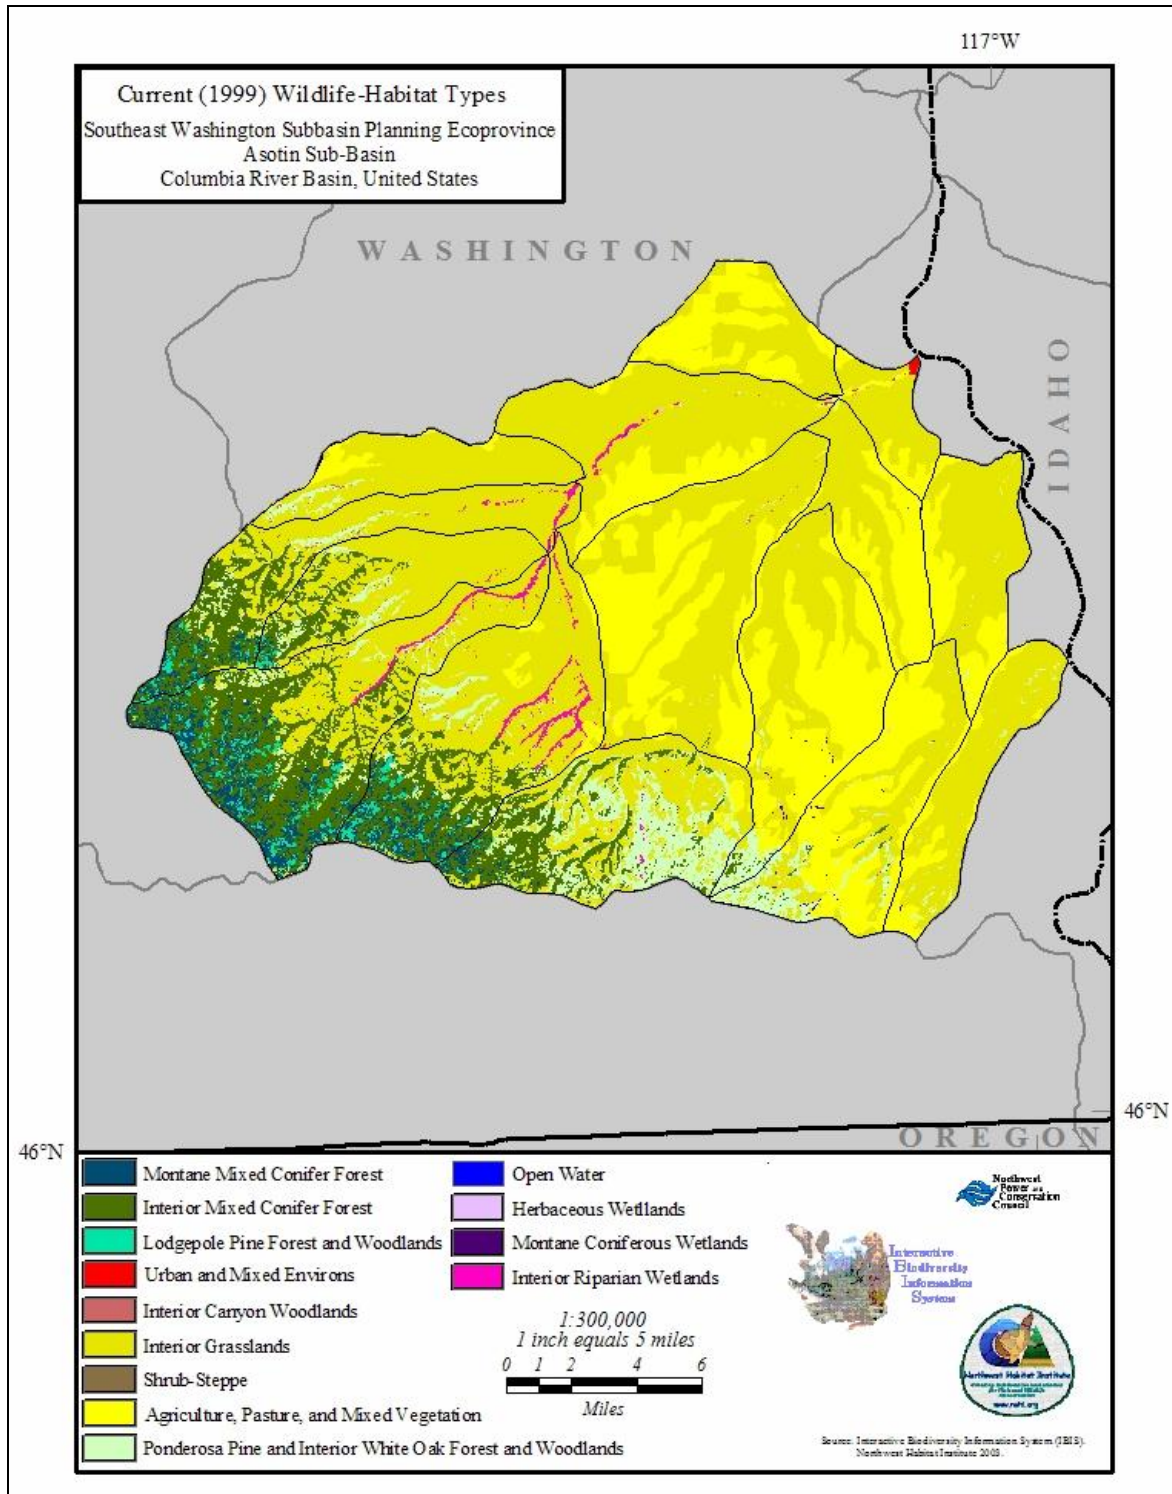 117°W
Current (1999) Wildlife-Habitat Types
Southeast Washington Subbasin Planning Ecoprovince
Asotin Sub-Basin
Columbia River Basin, United States
WASHINGTON
IDAHO
46°N
46°N
OREGON
Montane Mixed Conifer Forest
Interior Mixed Conifer Forest
Lodgepole Pine Forest and Woodlands
Urban and Mixed Environs
Interior Canyon Woodlands
Interior Grasslands
Shrub-Steppe
Agriculture, Pasture, and Mixed Vegetation
Ponderosa Pine and Interior White Oak Forest and Woodlands
Open Water
Herbaceous Wetllands
Montane Coniferous Wetlands
Interior Riparian Wetlands
1:300,000
1 inch equals 5 miles
0 1 2 4 6
Miles
Northwest
Power and
Conservation
Council
Interactive
Biodiversity
Information
System
Northwest Habitat Institute
www.nwhi.org
Source: Interactive Biodiversity Information System (IBIS).
Northwest Habitat Institute 2003.